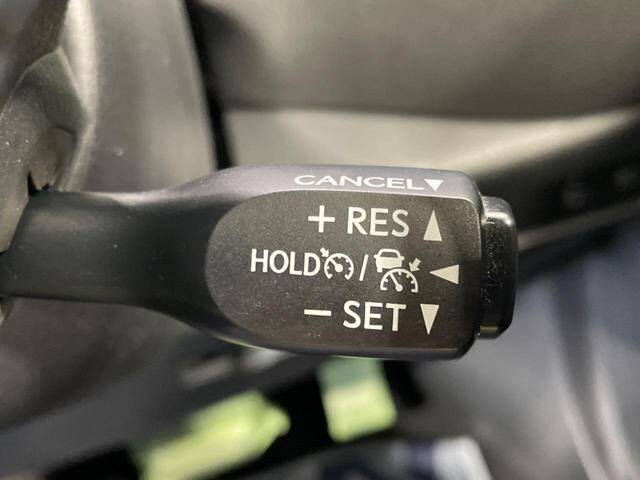 CANCEL▼
+ RES ▲
HOLD / ◀
− SET ▼